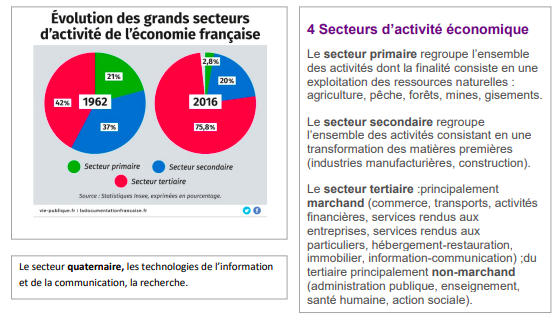 Évolution des grands secteurs
d'activité de l'économie française
2,8%
21%
20%
1962
2016
42%
37%
75,8%
Secteur primaire
Secteur secondaire
Secteur tertiaire
Source : Statistiques Insee, exprimées en pourcentage.
vie-publique.fr | ladocumentationfrancaise.fr
Le secteur quaternaire, les technologies de l'information
et de la communication, la recherche.
4 Secteurs d'activité économique
Le secteur primaire regroupe l'ensemble
des activités dont la finalité consiste en une
exploitation des ressources naturelles :
agriculture, pêche, forêts, mines, gisements.
Le secteur secondaire regroupe
l'ensemble des activités consistant en une
transformation des matières premières
(industries manufacturières, construction).
Le secteur tertiaire :principalement
marchand (commerce, transports, activités
financières, services rendus aux
entreprises, services rendus aux
particuliers, hébergement-restauration,
immobilier, information-communication) ;du
tertiaire principalement non-marchand
(administration publique, enseignement,
santé humaine, action sociale).